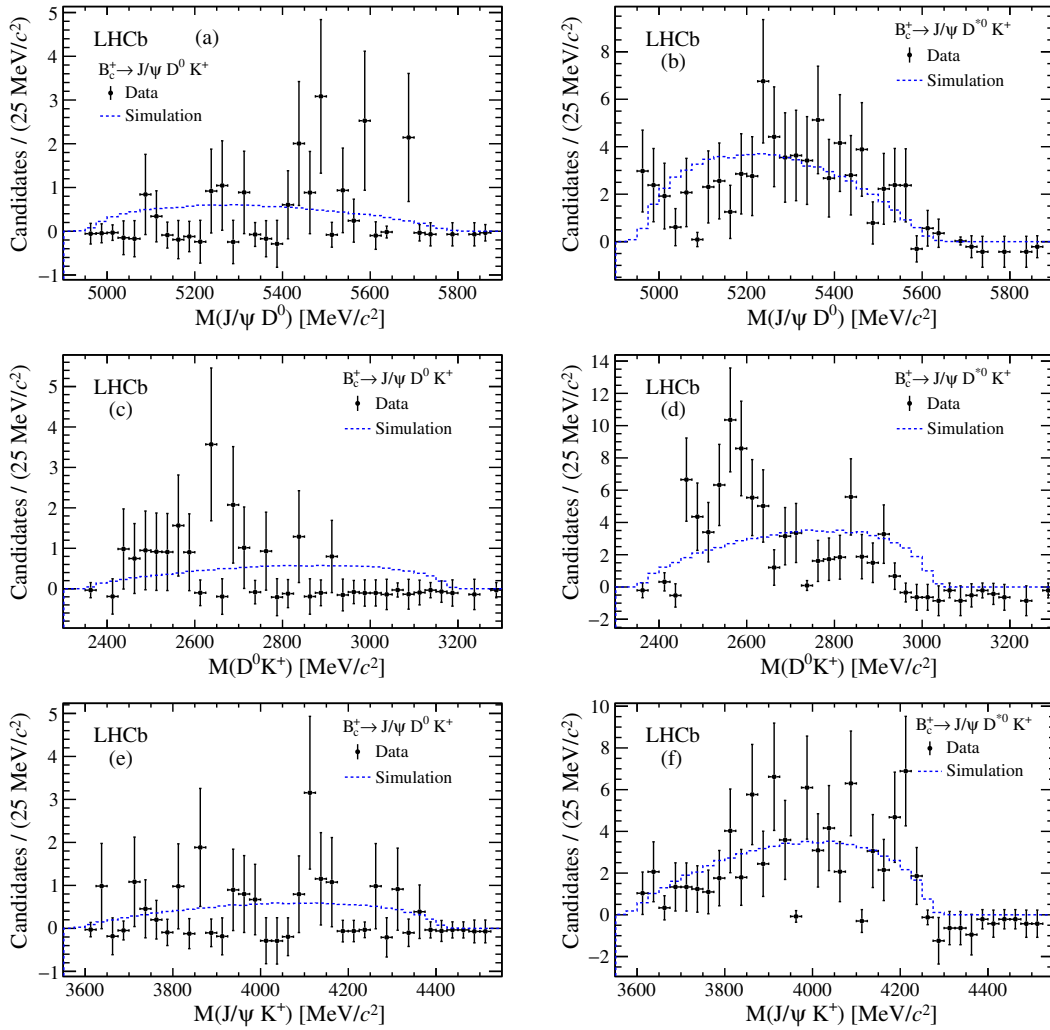 LHCb (a)
B_c^+ → J/ψ D^0 K^+
Data
Simulation
Candidates / (25 MeV/c^2)
5
4
3
2
1
0
−1
5000 5200 5400 5600 5800
M(J/ψ D^0) [MeV/c^2]
LHCb
(b)
B_c^+ → J/ψ D^{*0} K^+
Data
Simulation
Candidates / (25 MeV/c^2)
8
6
4
2
0
5000 5200 5400 5600 5800
M(J/ψ D^0) [MeV/c^2]
LHCb
(c)
B_c^+ → J/ψ D^0 K^+
Data
Simulation
Candidates / (25 MeV/c^2)
5
4
3
2
1
0
2400 2600 2800 3000 3200
M(D^0K^+) [MeV/c^2]
LHCb
(d)
B_c^+ → J/ψ D^{*0} K^+
Data
Simulation
Candidates / (25 MeV/c^2)
14
12
10
8
6
4
2
0
−2
2400 2600 2800 3000 3200
M(D^0K^+) [MeV/c^2]
LHCb
(e)
B_c^+ → J/ψ D^0 K^+
Data
Simulation
Candidates / (25 MeV/c^2)
5
4
3
2
1
0
−1
3600 3800 4000 4200 4400
M(J/ψ K^+) [MeV/c^2]
LHCb
(f)
B_c^+ → J/ψ D^{*0} K^+
Data
Simulation
Candidates / (25 MeV/c^2)
10
8
6
4
2
0
−2
3600 3800 4000 4200 4400
M(J/ψ K^+) [MeV/c^2]